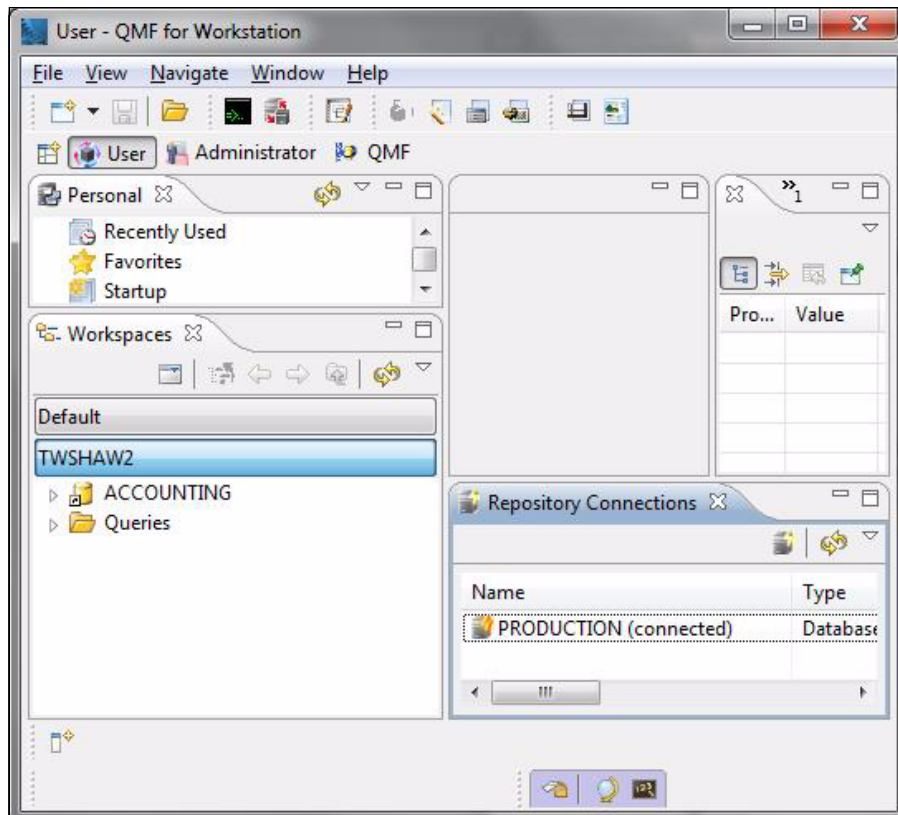 User - QMF for Workstation
File View Navigate Window Help
User Administrator QMF
Personal
Recently Used
Favorites
Startup
»1
Pro... Value
Workspaces
Default
TWSHAW2
ACCOUNTING
Queries
Repository Connections
Name Type
PRODUCTION (connected) Database